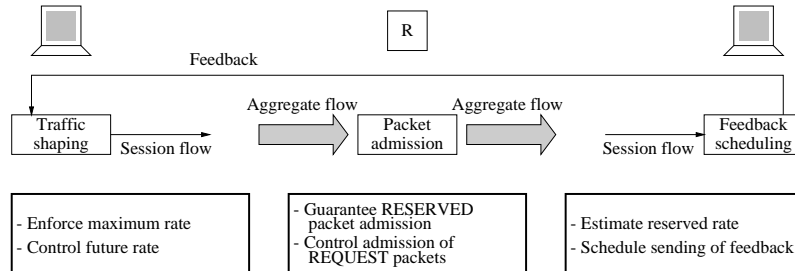 R
Feedback
Aggregate flow
Aggregate flow
Traffic
shaping
Session flow
Packet
admission
Session flow
Feedback
scheduling
- Enforce maximum rate
- Control future rate
- Guarantee RESERVED
packet admission
- Control admission of
REQUEST packets
- Estimate reserved rate
- Schedule sending of feedback